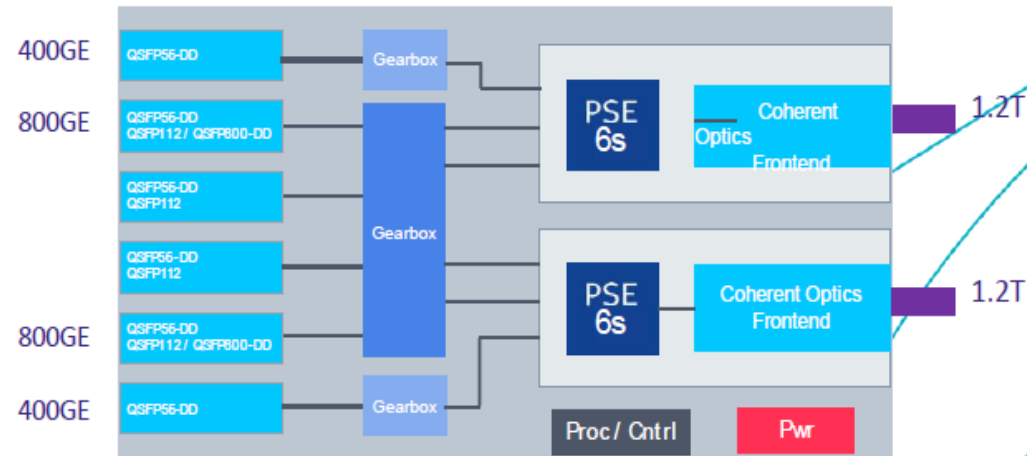 400GE
QSFP56-DD
Gearbox
800GE
QSFP56-DD
QSFP112 / QSFP800-DD
PSE
6s
Coherent
Optics
Frontend
1.2T
QSFP56-DD
QSFP112
Gearbox
QSFP56-DD
QSFP112
PSE
6s
Coherent Optics
Frontend
1.2T
800GE
QSFP56-DD
QSFP112 / QSFP800-DD
400GE
QSFP56-DD
Gearbox
Proc / Cntrl
Pwr